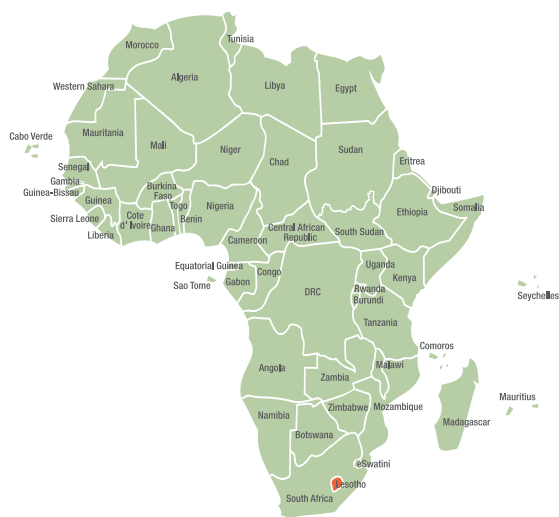 Morocco
Tunisia
Algeria
Libya
Egypt
Western Sahara
Cabo Verde
Mauritania
Mali
Niger
Chad
Sudan
Eritrea
Senegal
Gambia
Guinea-Bissau
Guinea
Burkina
Faso
Djibouti
Somalia
Sierra Leone
Cote
d' Ivoire
Togo
Benin
Nigeria
Ethiopia
Liberia
Ghana
Central African
Republic
South Sudan
Cameroon
Equatorial Guinea
Sao Tome
Gabon
Congo
DRC
Uganda
Kenya
Rwanda
Burundi
Seychelles
Tanzania
Comoros
Angola
Zambia
Malawi
Mozambique
Mauritius
Madagascar
Namibia
Zimbabwe
Botswana
eSwatini
Lesotho
South Africa